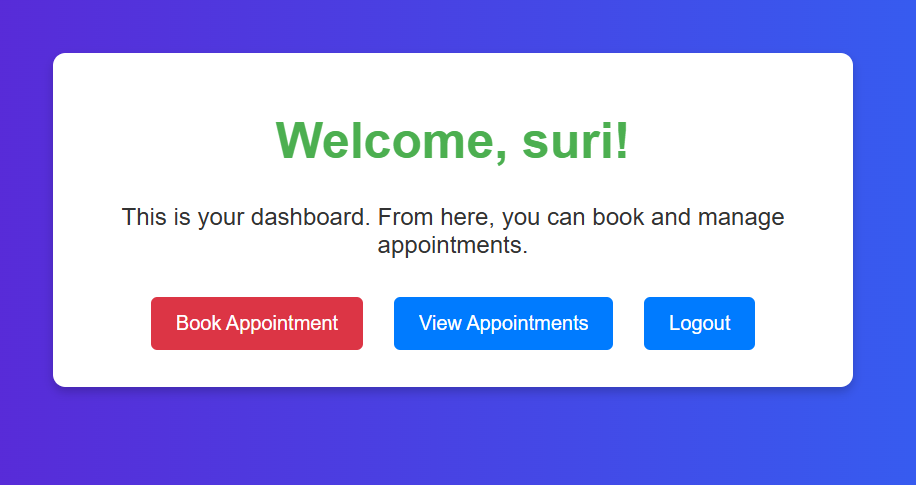 Welcome, suri!
This is your dashboard. From here, you can book and manage
appointments.
Book Appointment
View Appointments
Logout